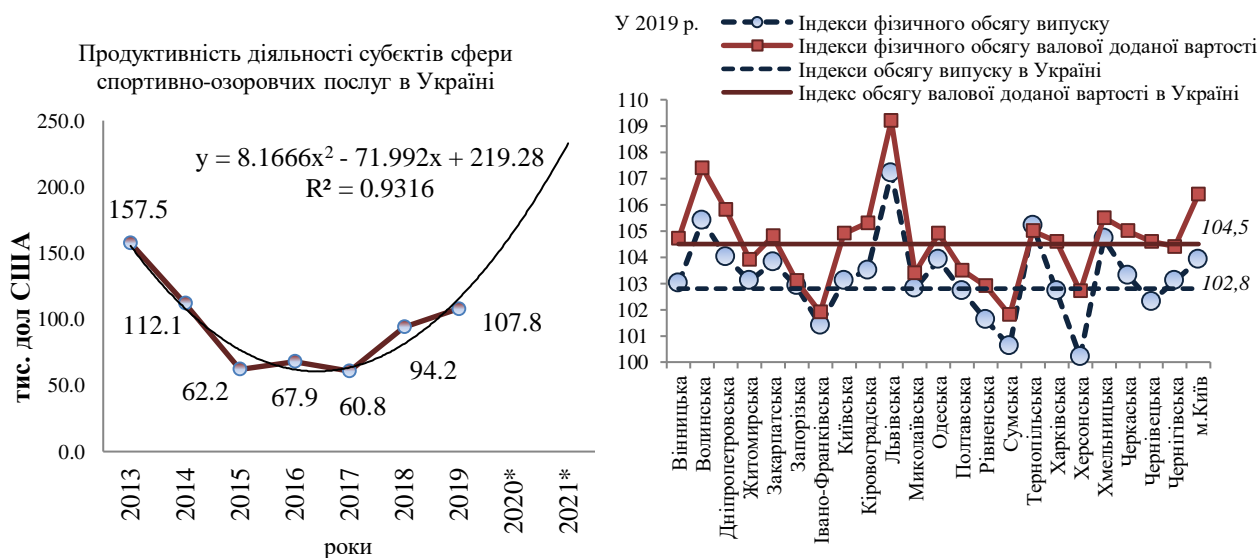 Продуктивність діяльності субєктів сфери
спортивно-озоровчих послуг в Україні
тис. дол США
250.0
200.0
150.0
100.0
50.0
0.0
y = 8.1666x² - 71.992x + 219.28
R² = 0.9316
157.5
112.1
62.2
67.9
60.8
94.2
107.8
2013
2014
2015
2016
2017
2018
2019
2020*
2021*
роки
У 2019 р.
Індекси фізичного обсягу випуску
Індекси фізичного обсягу валової доданої вартості
Індекси обсягу випуску в Україні
Індекс обсягу валової доданої вартості в Україні
110
109
108
107
106
105
104
103
102
101
100
104,5
102,8
Вінницька
Волинська
Дніпропетровська
Житомирська
Закарпатська
Запорізька
Івано-Франківська
Київська
Кіровоградська
Львівська
Миколаївська
Одеська
Полтавська
Рівненська
Сумська
Тернопільська
Харківська
Херсонська
Хмельницька
Черкаська
Чернівецька
Чернігівська
м.Київ